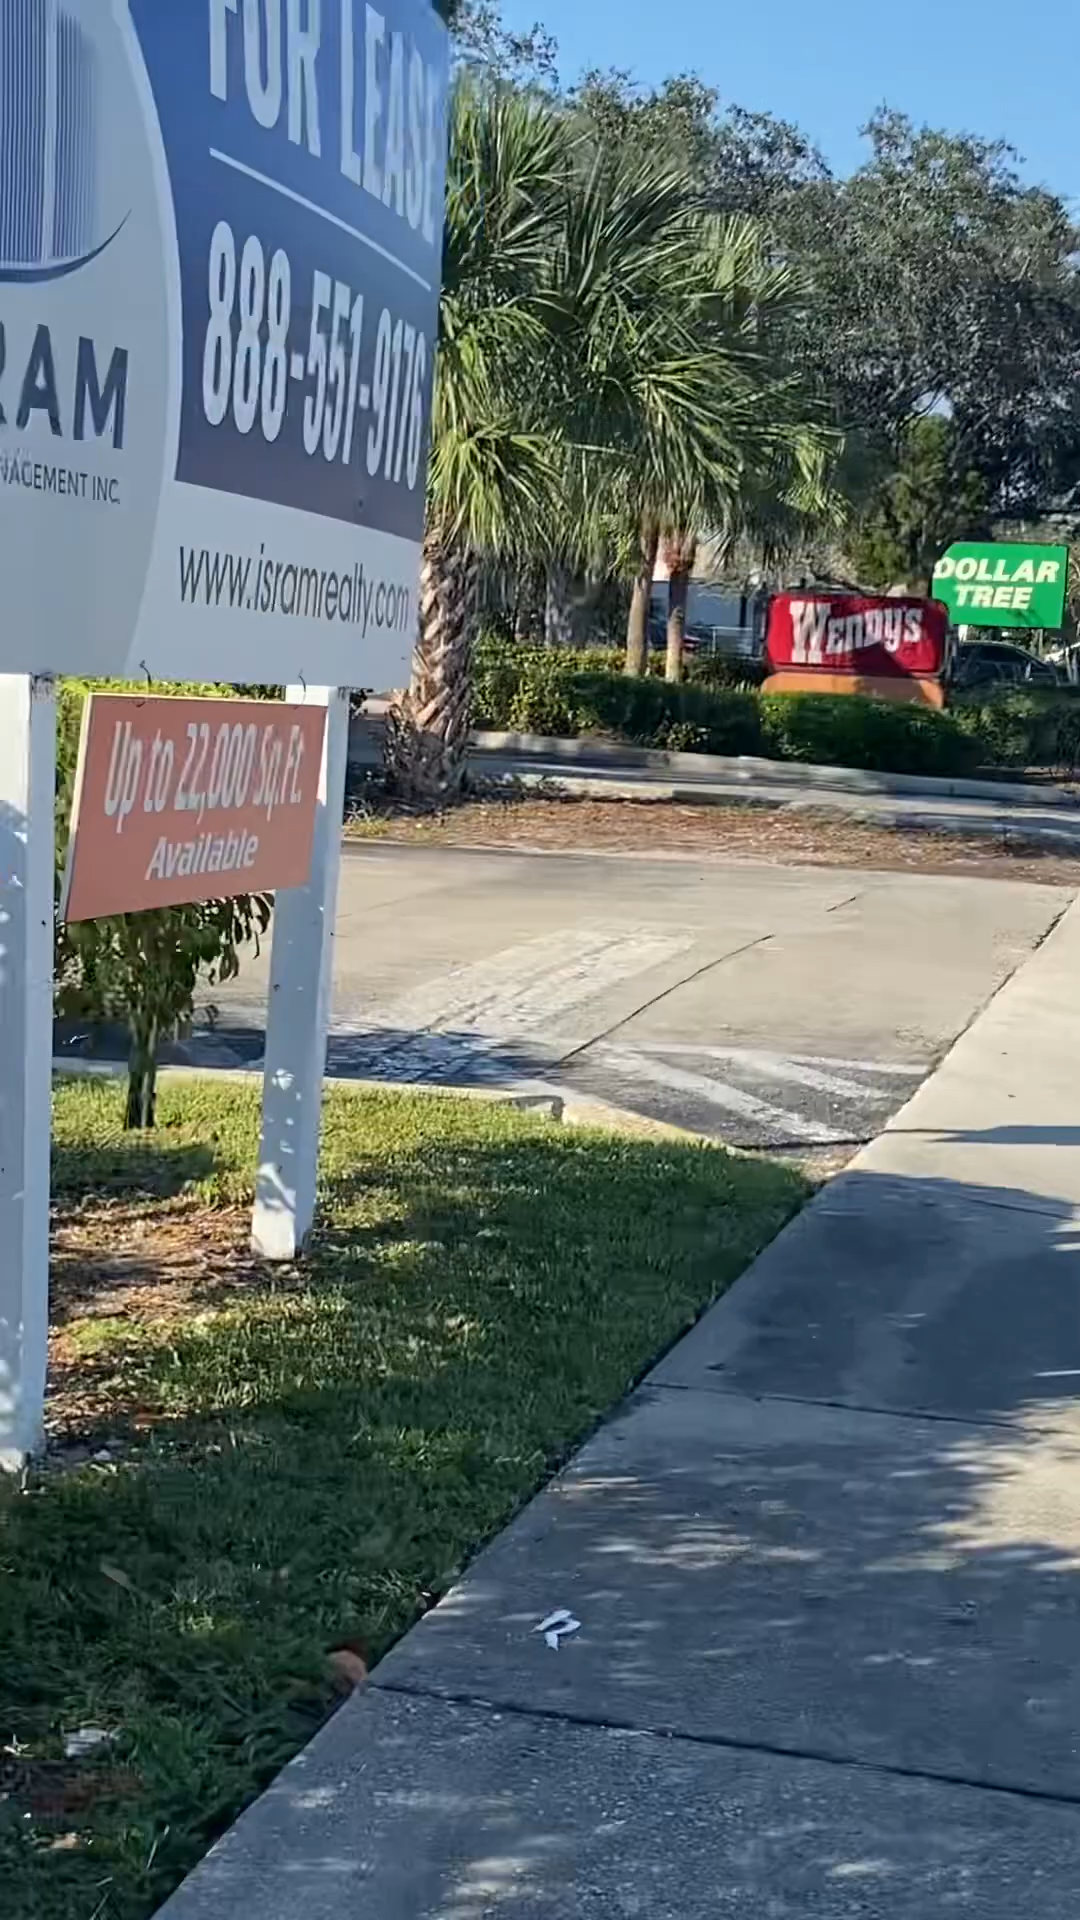 FOR LEASE
888-551-9176
RAM
NAGEMENT INC.
www.isramrealty.com
Up to 22,000 Sq.Ft.
Available
WENDY'S
DOLLAR
TREE